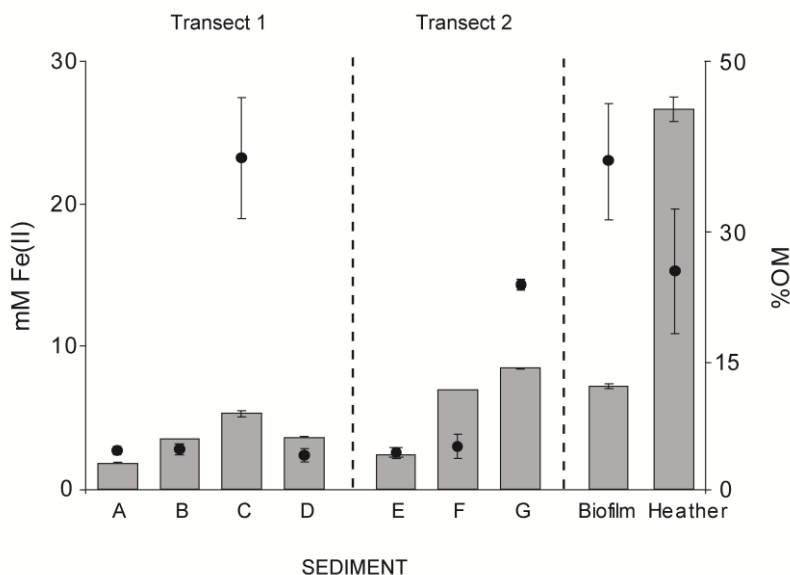 Transect 1
Transect 2
30
20
10
0
mM Fe(II)
50
30
15
0
%OM
A
B
C
D
E
F
G
Biofilm
Heather
SEDIMENT